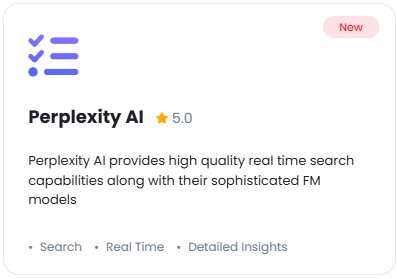 New
Perplexity AI ★ 5.0
Perplexity AI provides high quality real time search
capabilities along with their sophisticated FM
models
• Search • Real Time • Detailed Insights